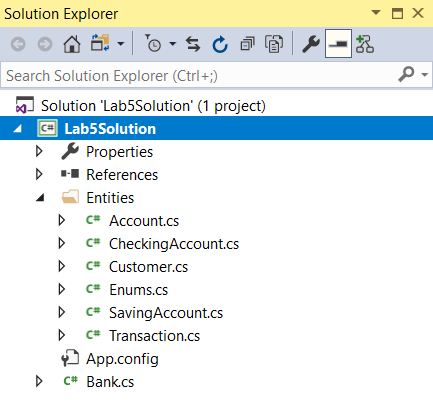 Solution Explorer
Search Solution Explorer (Ctrl+;)
Solution 'Lab5Solution' (1 project)
C# Lab5Solution
Properties
References
Entities
C# Account.cs
C# CheckingAccount.cs
C# Customer.cs
C# Enums.cs
C# SavingAccount.cs
C# Transaction.cs
App.config
C# Bank.cs